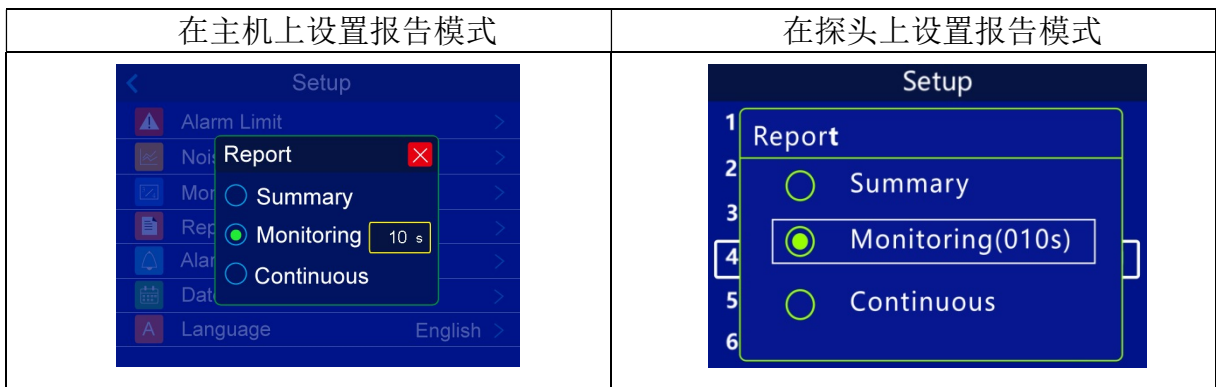 在主机上设置报告模式
在探头上设置报告模式
Setup
Alarm Limit
Noi
Report
Mor
Summary
Rep
Monitoring 10 s
Alar
Continuous
Dat
A Language English
Setup
1
Report
2
Summary
3
Monitoring(010s)
4
5
Continuous
6